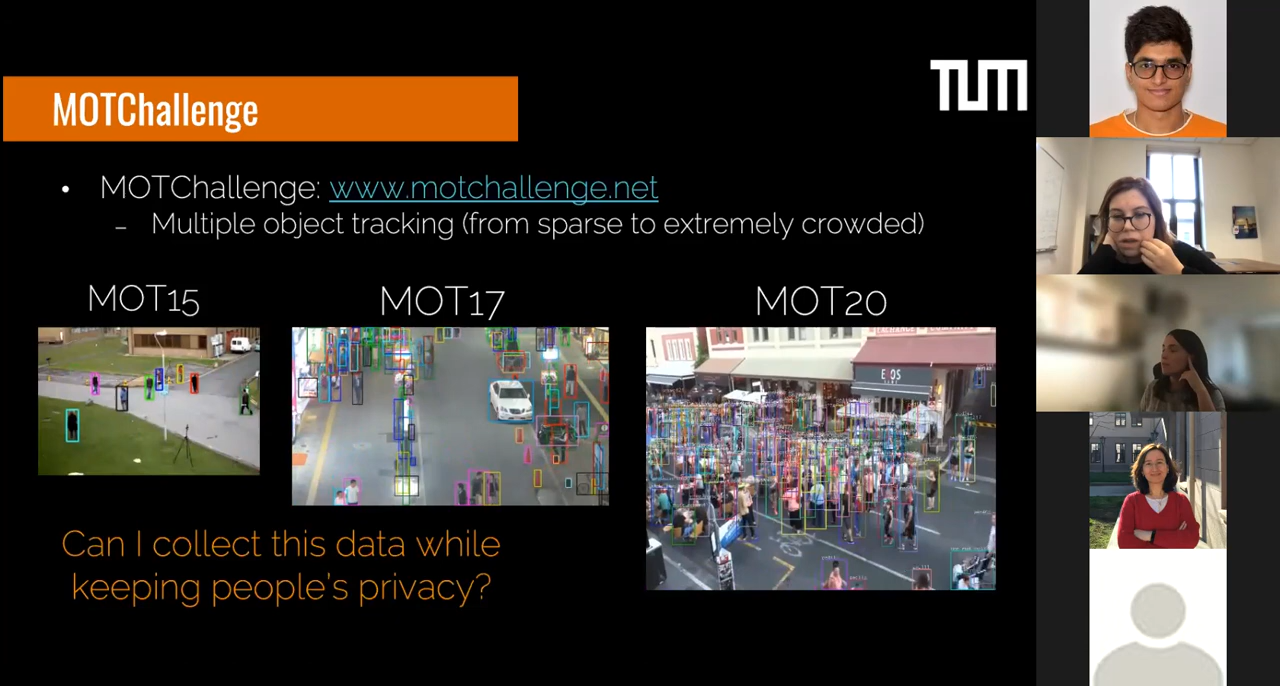 TUM
MOTChallenge
• MOTChallenge: www.motchallenge.net
– Multiple object tracking (from sparse to extremely crowded)
MOT15
MOT17
MOT20
Can I collect this data while
keeping people's privacy?